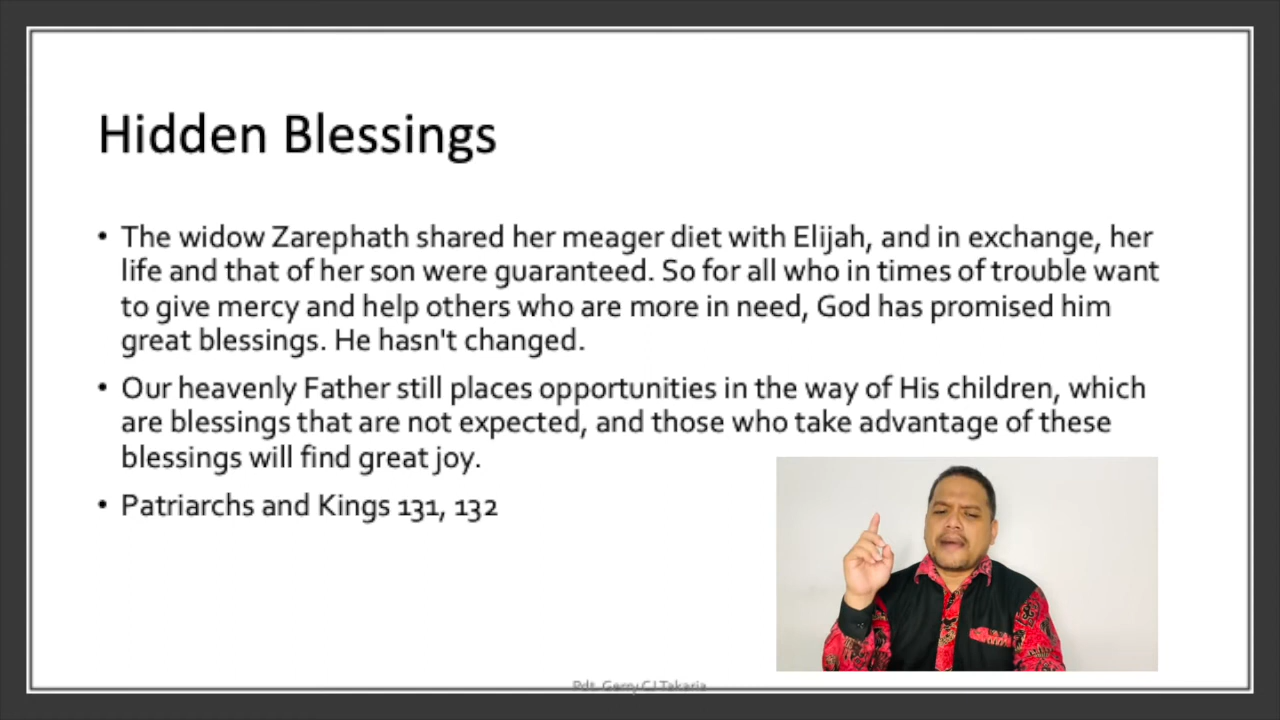 Hidden Blessings
• The widow Zarephath shared her meager diet with Elijah, and in exchange, her
life and that of her son were guaranteed. So for all who in times of trouble want
to give mercy and help others who are more in need, God has promised him
great blessings. He hasn't changed.
• Our heavenly Father still places opportunities in the way of His children, which
are blessings that are not expected, and those who take advantage of these
blessings will find great joy.
• Patriarchs and Kings 131, 132
Pdt. Gerry CJ Takaria